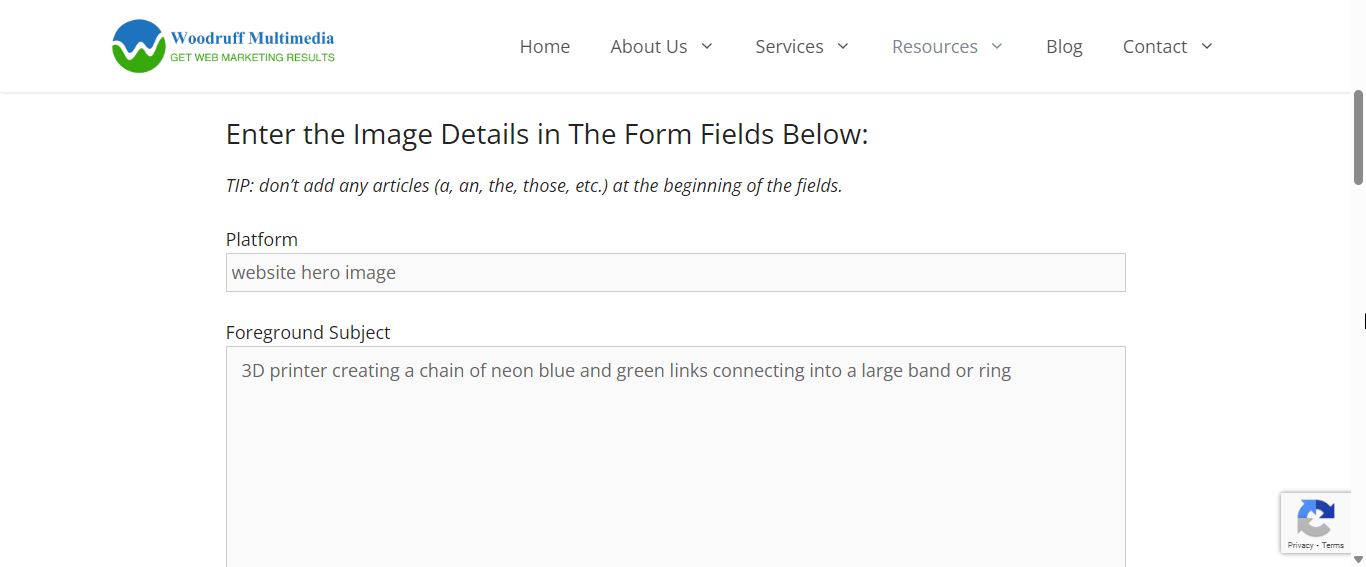 Woodruff Multimedia
GET WEB MARKETING RESULTS
Home About Us Services Resources Blog Contact
Enter the Image Details in The Form Fields Below:
TIP: don’t add any articles (a, an, the, those, etc.) at the beginning of the fields.
Platform
website hero image
Foreground Subject
3D printer creating a chain of neon blue and green links connecting into a large band or ring
Privacy - Terms